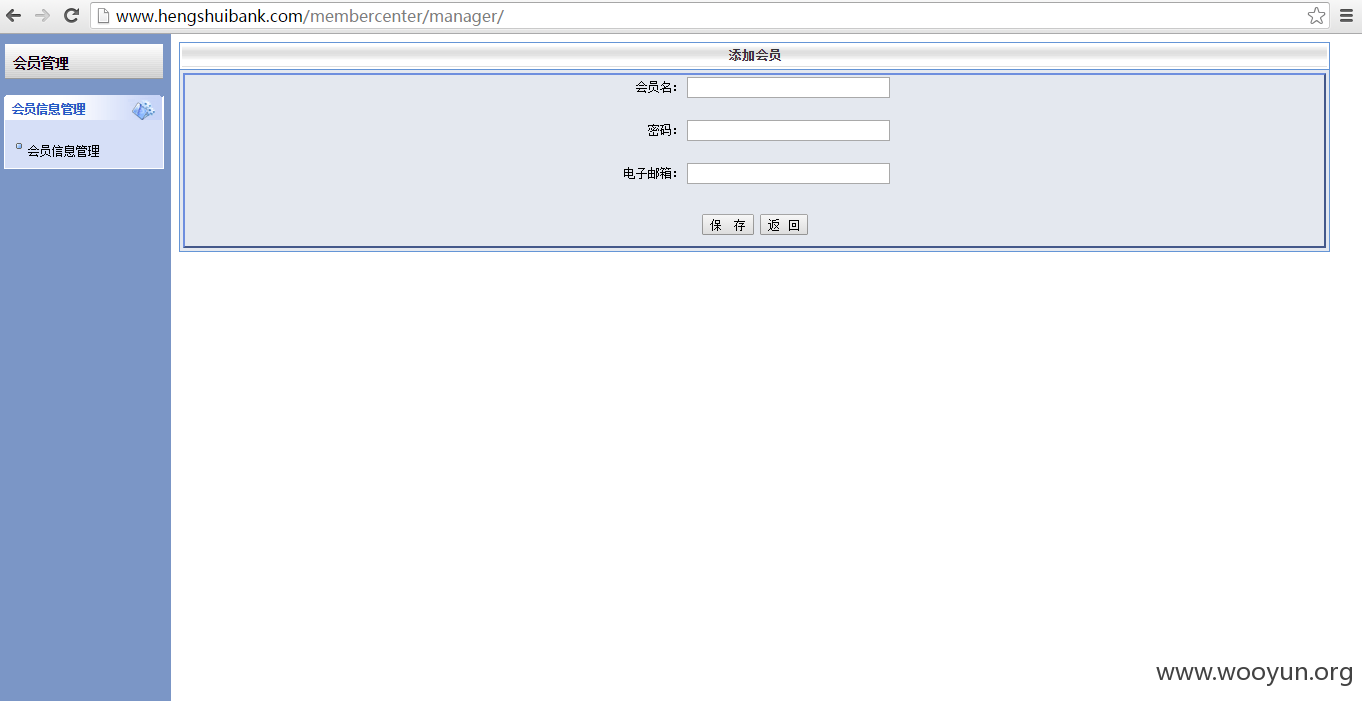 www.hengshuibank.com/membercenter/manager/
会员管理
会员信息管理
会员信息管理
添加会员
会员名：
密码：
电子邮箱：
保 存 返 回
www.wooyun.org